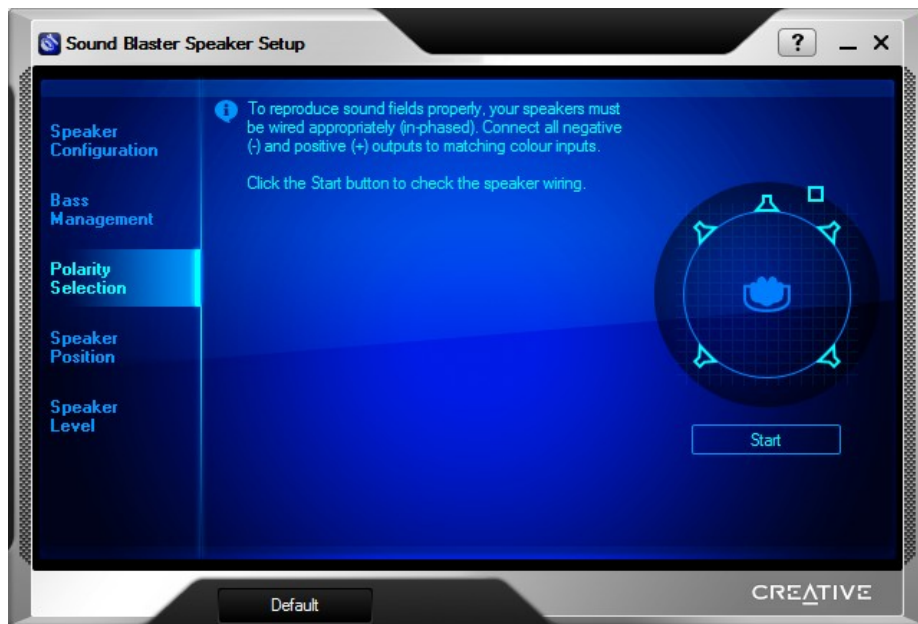 Sound Blaster Speaker Setup
?
Speaker
Configuration
Bass
Management
Polarity
Selection
Speaker
Position
Speaker
Level
To reproduce sound fields properly, your speakers must
be wired appropriately (in-phased). Connect all negative
(-) and positive (+) outputs to matching colour inputs.
Click the Start button to check the speaker wiring.
Start
Default
CREATIVE